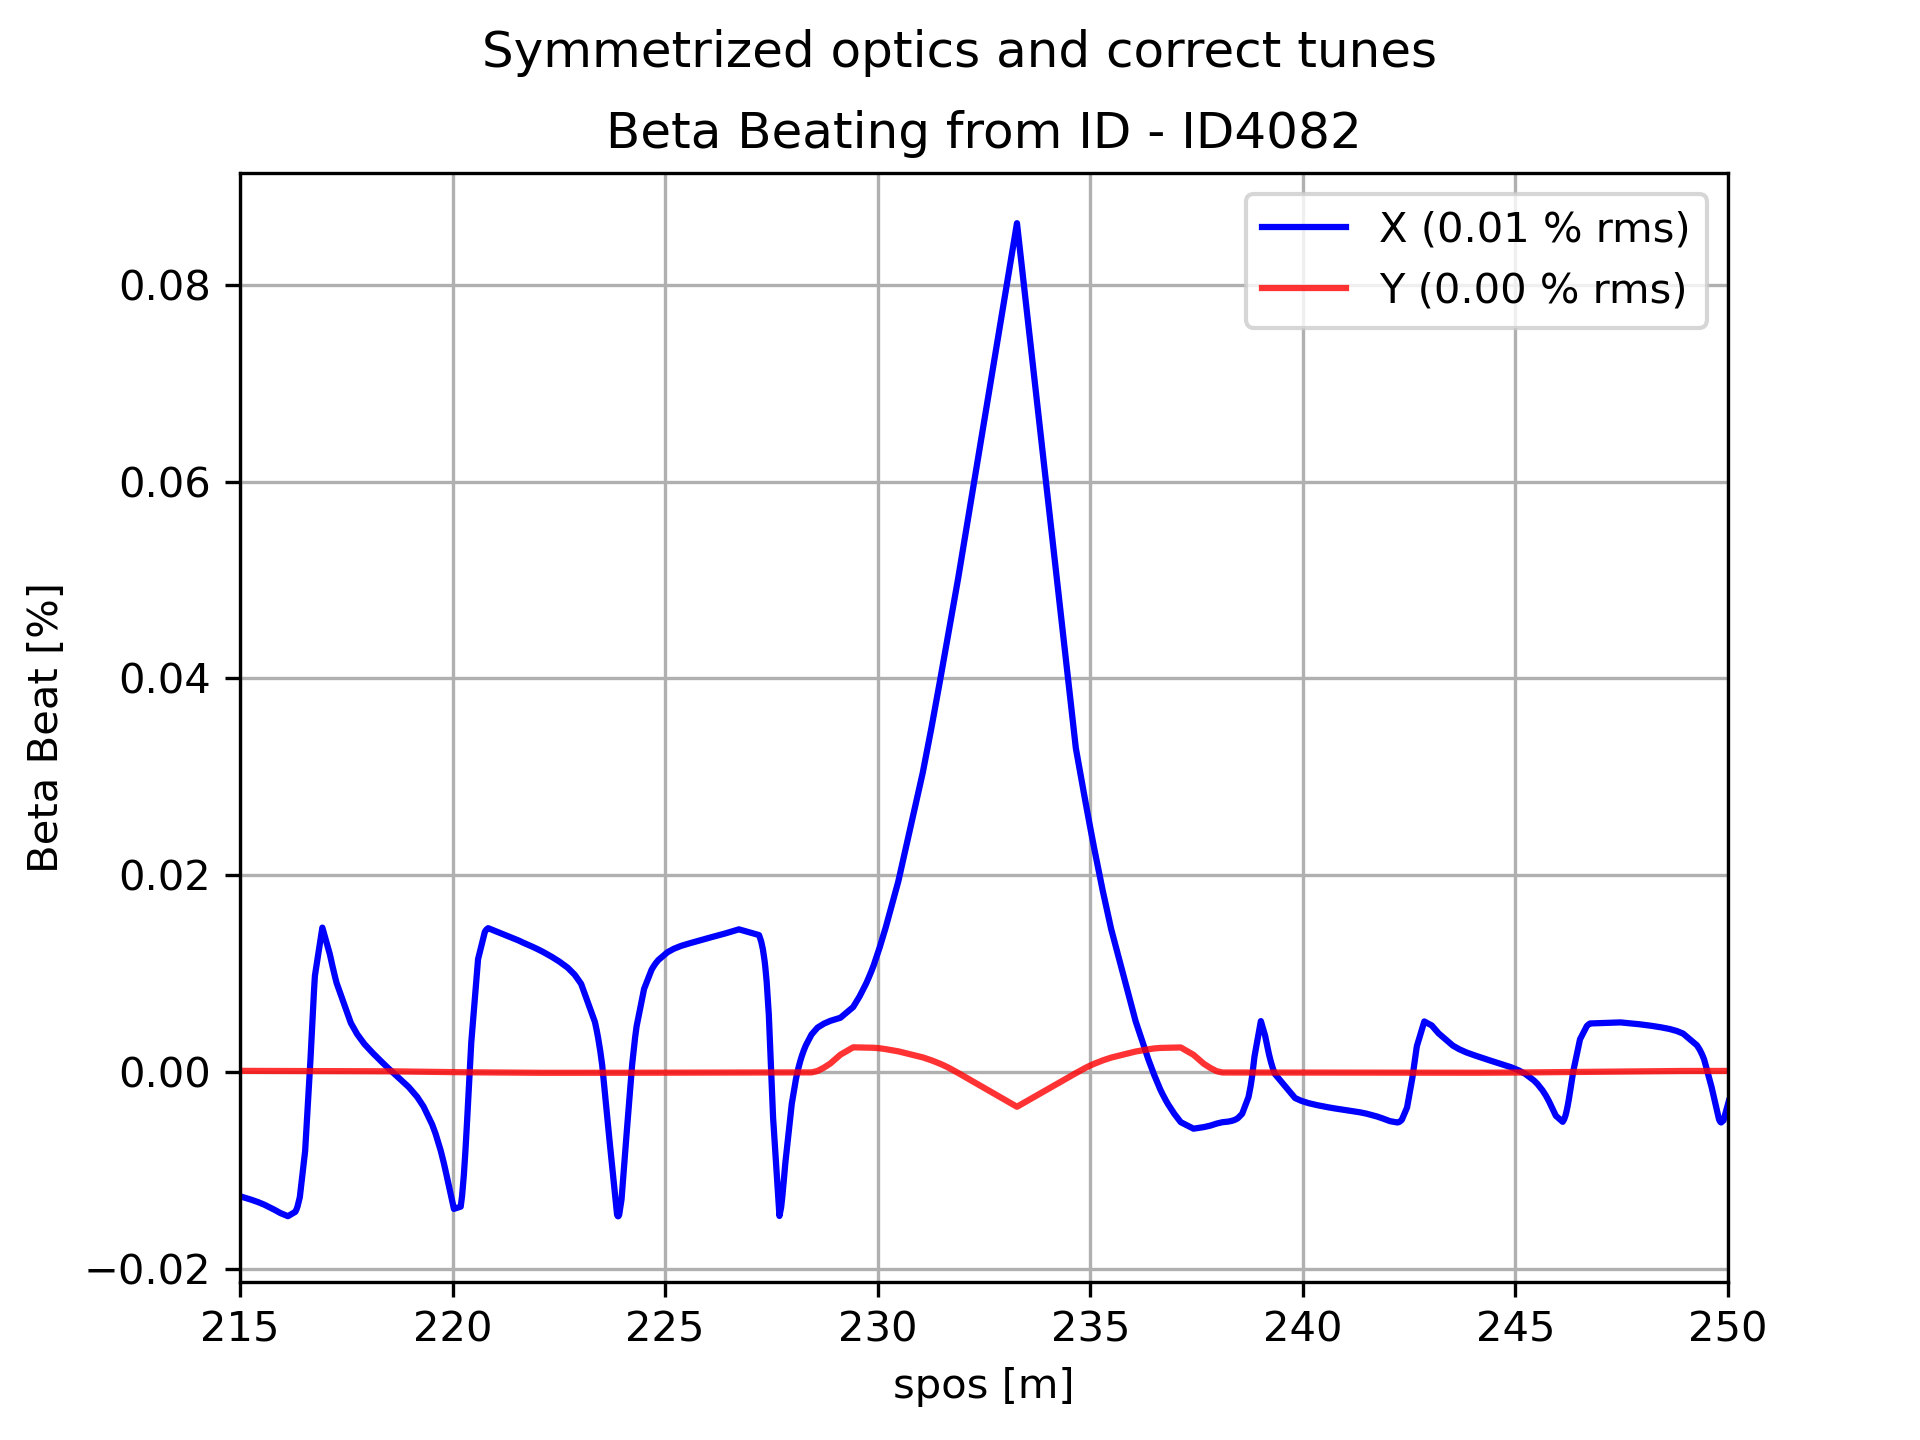 Symmetrized optics and correct tunes
Beta Beating from ID - ID4082
X (0.01 % rms)
Y (0.00 % rms)
Beta Beat [%]
0.08
0.06
0.04
0.02
0.00
−0.02
215 220 225 230 235 240 245 250
spos [m]